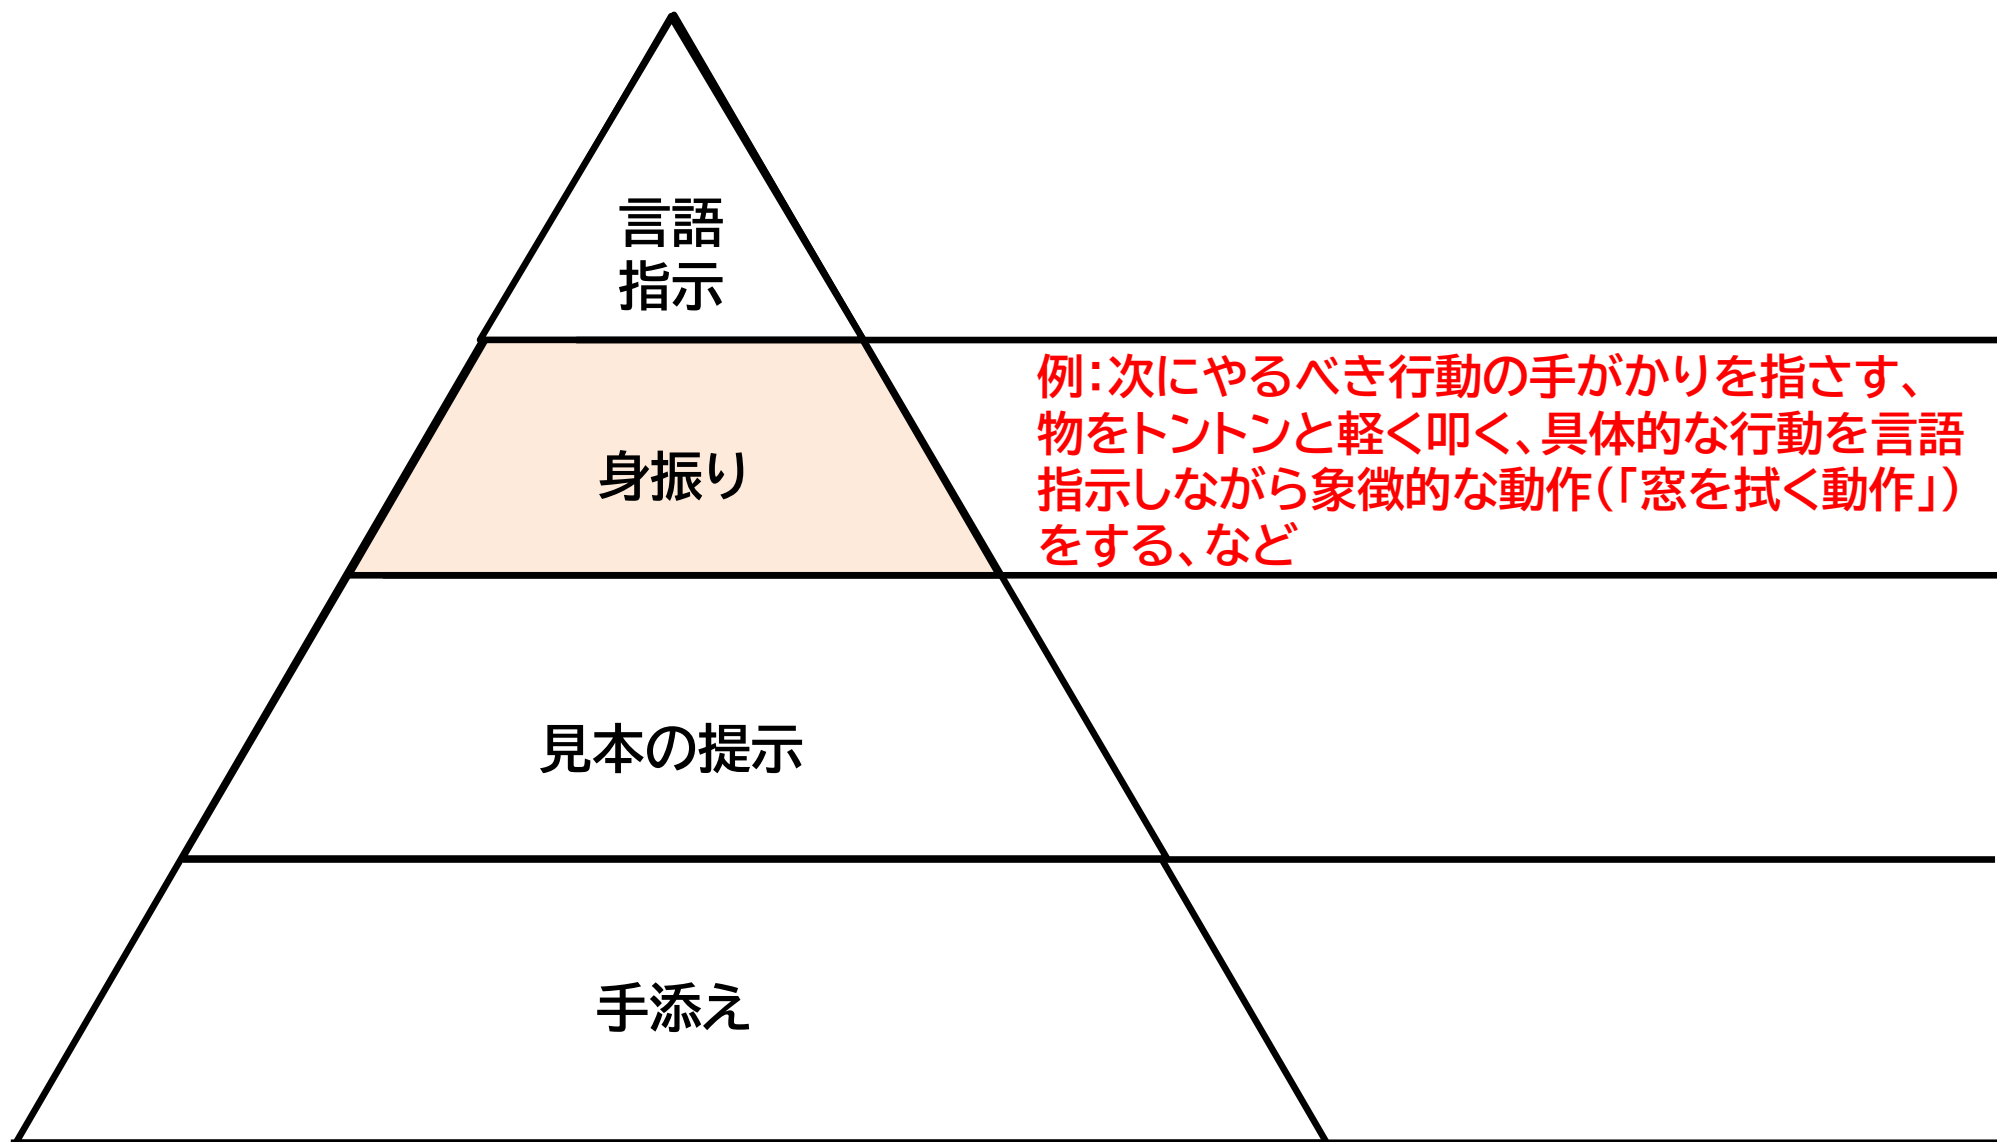 言語
指示
例：次にやるべき行動の手がかりを指さす、
物をトントンと軽く叩く、具体的な行動を言語
指示しながら象徴的な動作（「窓を拭く動作」）
をする、など
身振り
見本の提示
手添え